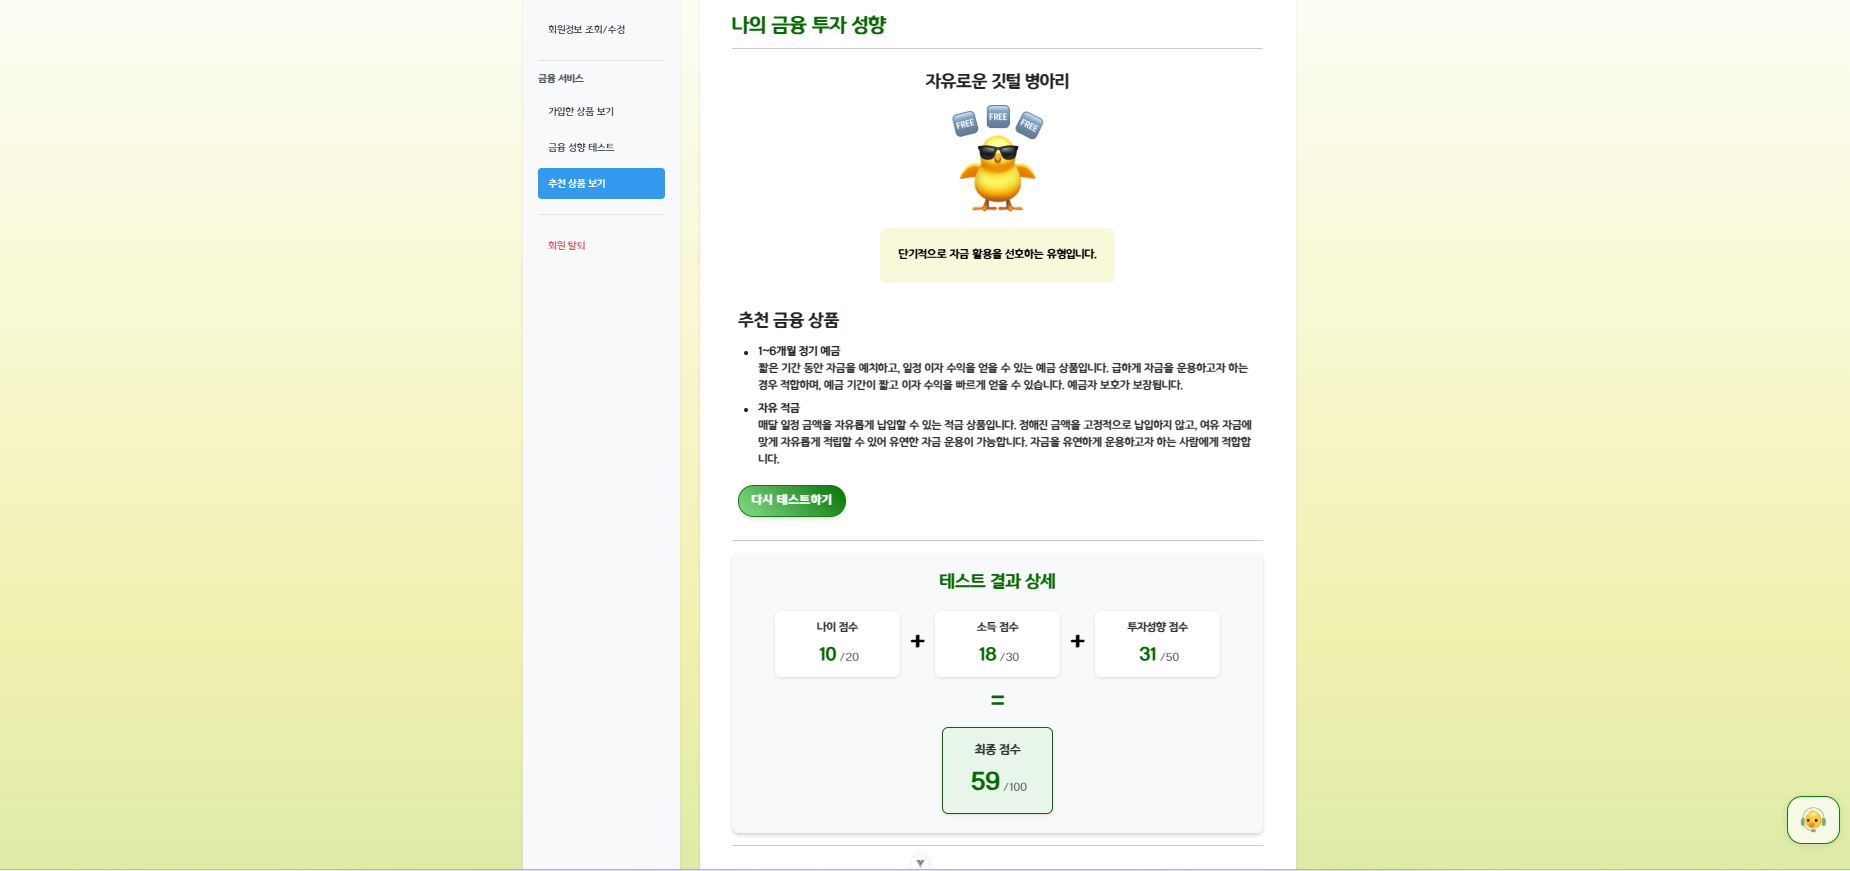 회원정보 조회/수정
금융 서비스
가입한 상품 보기
금융 성향 테스트
추천 상품 보기
회원 탈퇴
나의 금융 투자 성향
자유로운 깃털 병아리
FREE FREE FREE
단기적으로 자금 활용을 선호하는 유형입니다.
추천 금융 상품
1~6개월 정기 예금
짧은 기간 동안 자금을 예치하고, 일정 이자 수익을 얻을 수 있는 예금 상품입니다. 급하게 자금을 운용하고자 하는
경우 적합하며, 예금 기간이 짧고 이자 수익을 빠르게 얻을 수 있습니다. 예금자 보호가 보장됩니다.
자유 적금
매달 일정 금액을 자유롭게 납입할 수 있는 적금 상품입니다. 정해진 금액을 고정적으로 납입하지 않고, 여유 자금에
맞게 자유롭게 적립할 수 있어 유연한 자금 운용이 가능합니다. 자금을 유연하게 운용하고자 하는 사람에게 적합합
니다.
다시 테스트하기
테스트 결과 상세
나이 점수
10 /20
+
소득 점수
18 /30
+
투자성향 점수
31 /50
=
최종 점수
59 /100